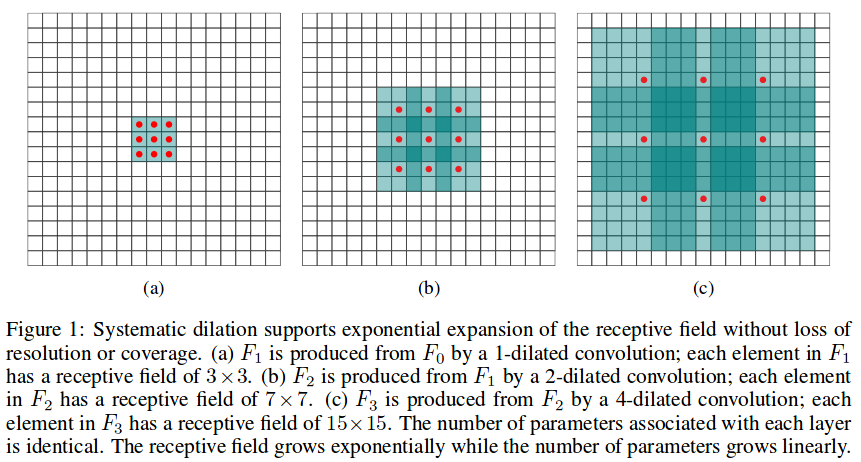 (a)
(b)
(c)
Figure 1: Systematic dilation supports exponential expansion of the receptive field without loss of
resolution or coverage. (a) F₁ is produced from F₀ by a 1-dilated convolution; each element in F₁
has a receptive field of 3×3. (b) F₂ is produced from F₁ by a 2-dilated convolution; each element
in F₂ has a receptive field of 7×7. (c) F₃ is produced from F₂ by a 4-dilated convolution; each
element in F₃ has a receptive field of 15×15. The number of parameters associated with each layer
is identical. The receptive field grows exponentially while the number of parameters grows linearly.